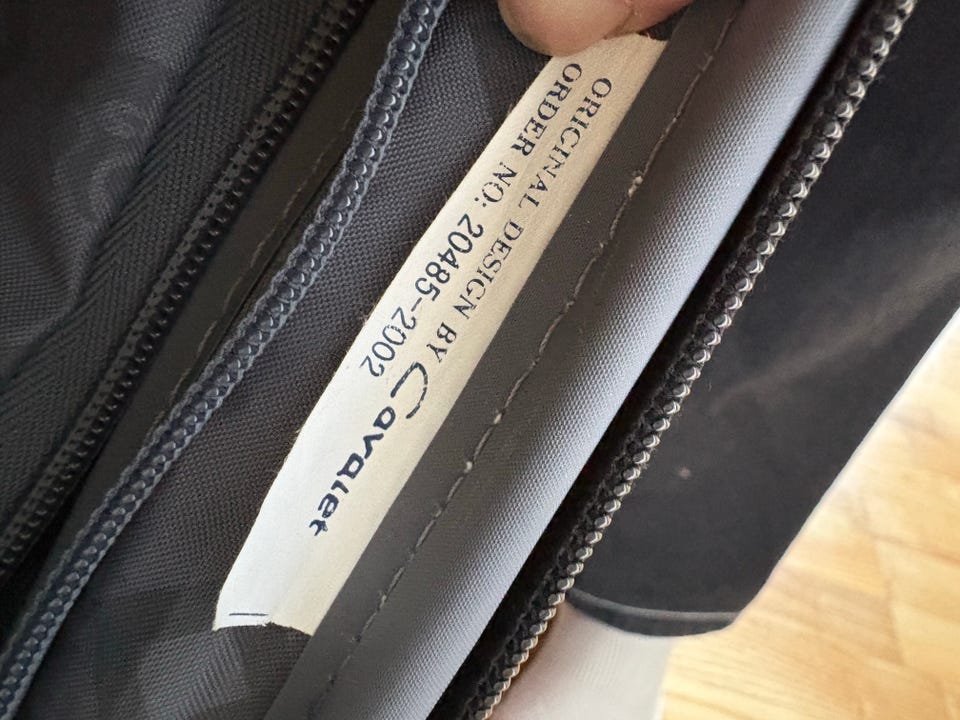 ORIGINAL DESIGN BY Cavalet
ORDER NO: 20485-2002